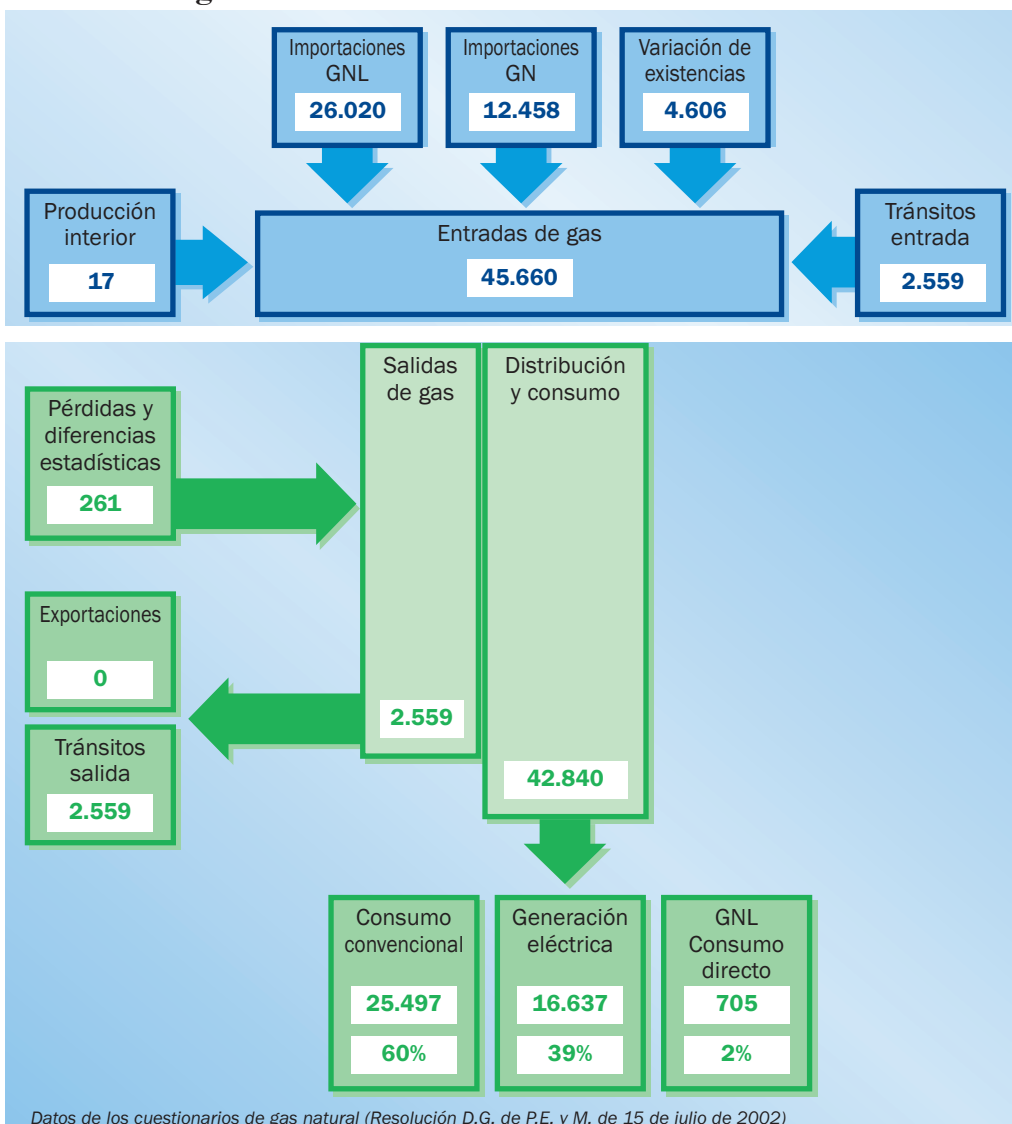 Importaciones
GNL
26.020
Importaciones
GN
12.458
Variación de
existencias
4.606
Producción
interior
17
Entradas de gas
45.660
Tránsitos
entrada
2.559
Salidas
de gas
2.559
Distribución
y consumo
42.840
Pérdidas y
diferencias
estadísticas
261
Exportaciones
0
Tránsitos
salida
2.559
Consumo
convencional
25.497
60%
Generación
eléctrica
16.637
39%
GNL
Consumo
directo
705
2%
Datos de los cuestionarios de gas natural (Resolución D.G. de P.E. y M. de 15 de julio de 2002)